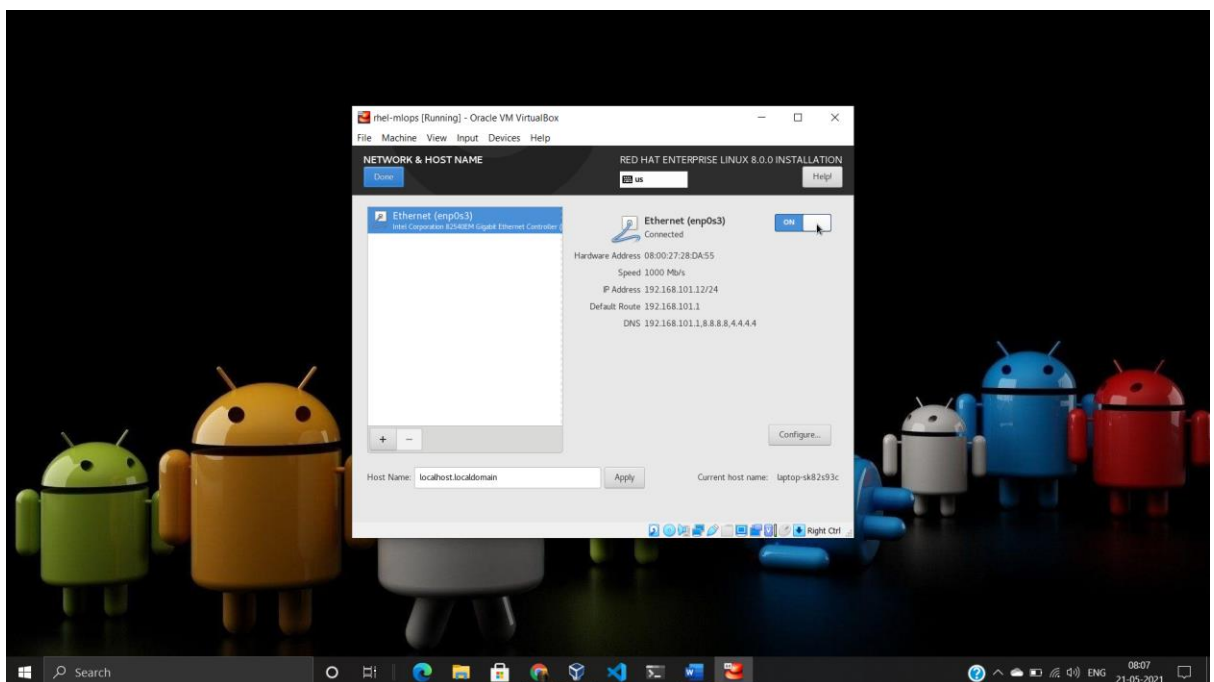 rhel-mlops [Running] - Oracle VM VirtualBox
File Machine View Input Devices Help
NETWORK & HOST NAME
RED HAT ENTERPRISE LINUX 8.0.0 INSTALLATION
Done
us
Help!
Ethernet (enp0s3)
Intel Corporation 82540EM Gigabit Ethernet Controller (
Ethernet (enp0s3)
Connected
ON
Hardware Address 08:00:27:28:DA:55
Speed 1000 Mb/s
IP Address 192.168.101.12/24
Default Route 192.168.101.1
DNS 192.168.101.1,8.8.8.8,4.4.4.4
+ −
Configure...
Host Name: localhost.localdomain
Apply
Current host name: laptop-sk82s93c
Right Ctrl
Search
ENG
08:07
21-05-2021